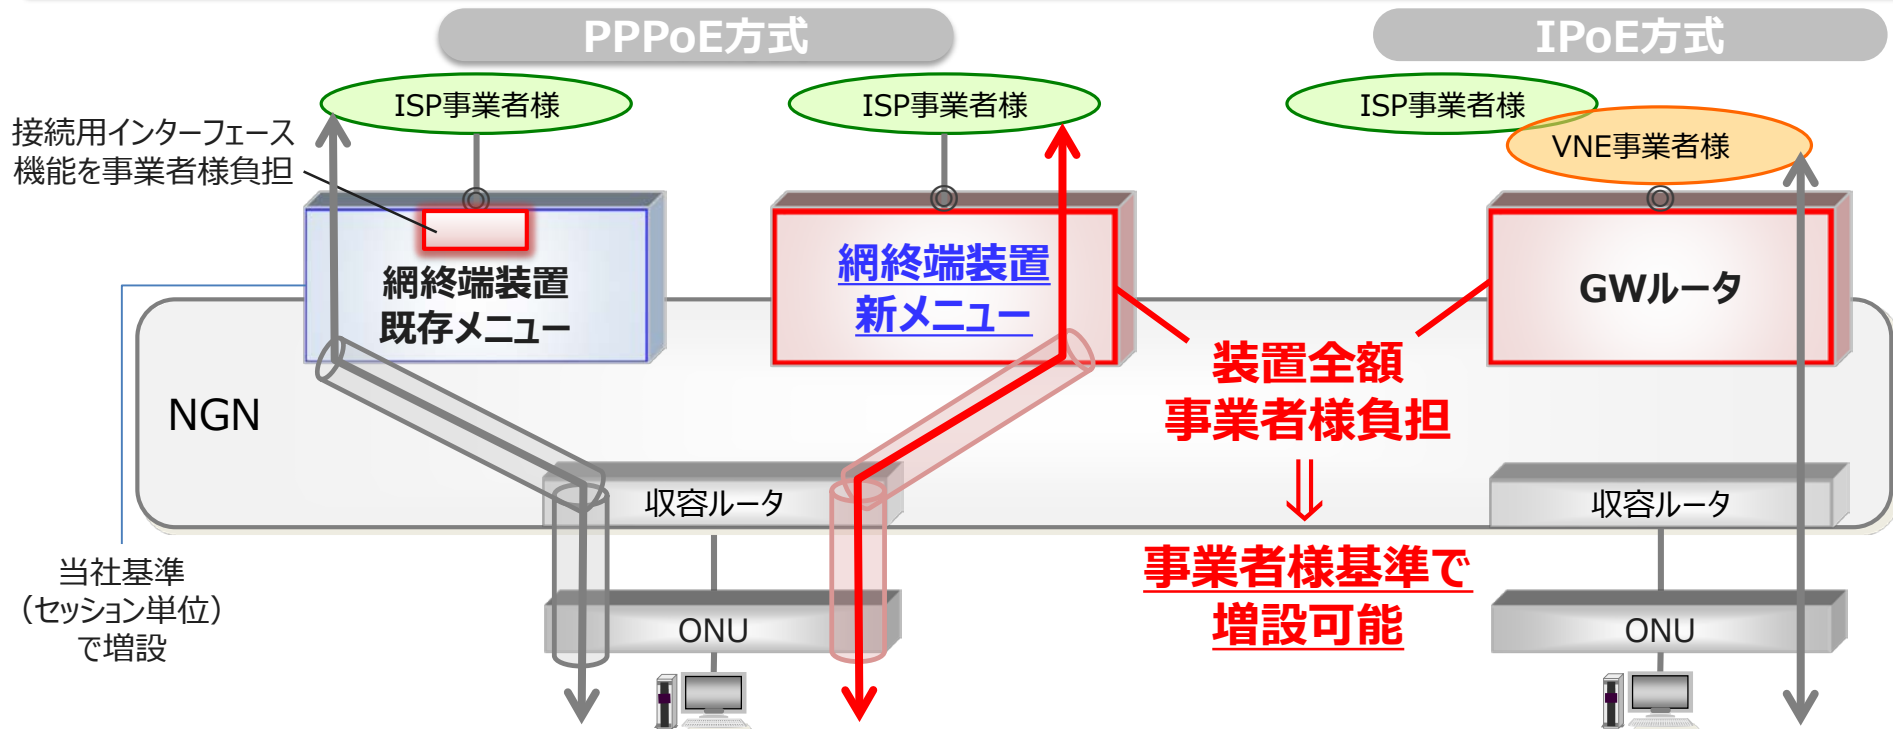 PPPoE方式
IPoE方式
ISP事業者様
ISP事業者様
ISP事業者様
VNE事業者様
接続用インターフェース
機能を事業者様負担
網終端装置
既存メニュー
網終端装置
新メニュー
GWルータ
装置全額
事業者様負担
⇓
事業者様基準で
増設可能
NGN
収容ルータ
収容ルータ
当社基準
（セッション単位）
で増設
ONU
ONU